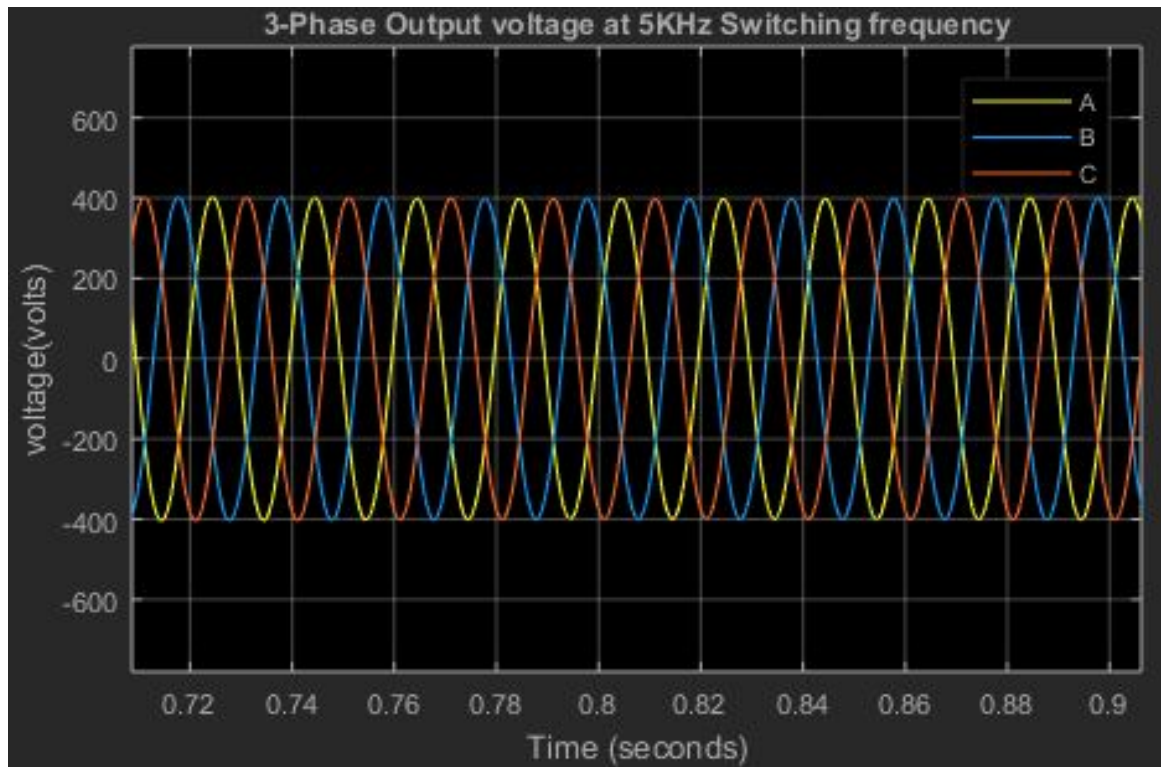 3-Phase Output voltage at 5KHz Switching frequency
A
B
C
600
400
200
0
-200
-400
-600
voltage(volts)
0.72 0.74 0.76 0.78 0.8 0.82 0.84 0.86 0.88 0.9
Time (seconds)